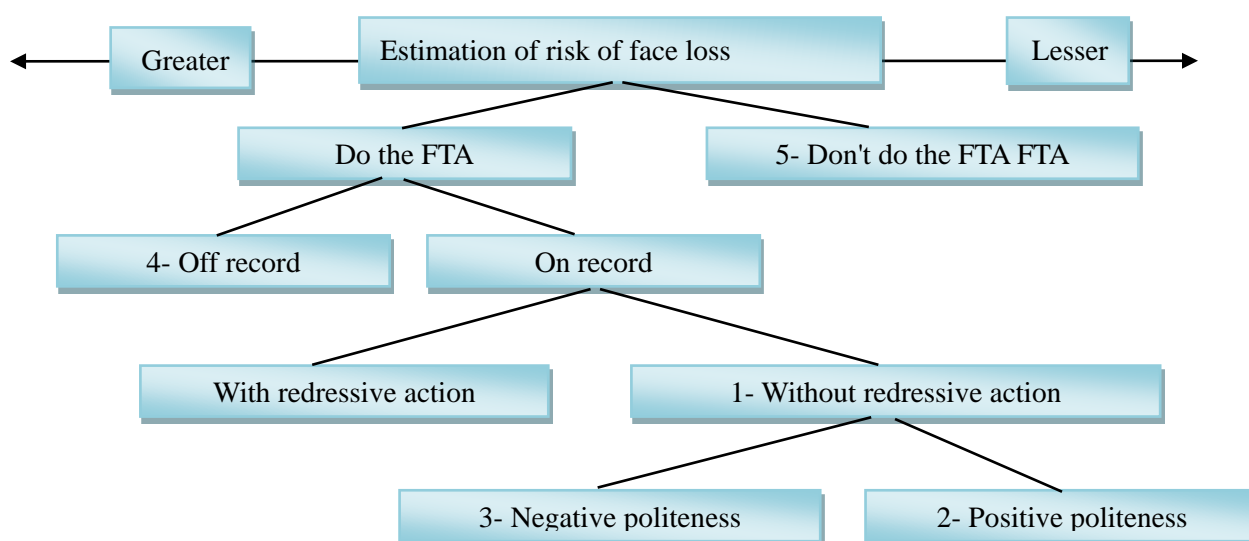 Greater
Estimation of risk of face loss
Lesser
Do the FTA
5- Don't do the FTA FTA
4- Off record
On record
With redressive action
1- Without redressive action
3- Negative politeness
2- Positive politeness